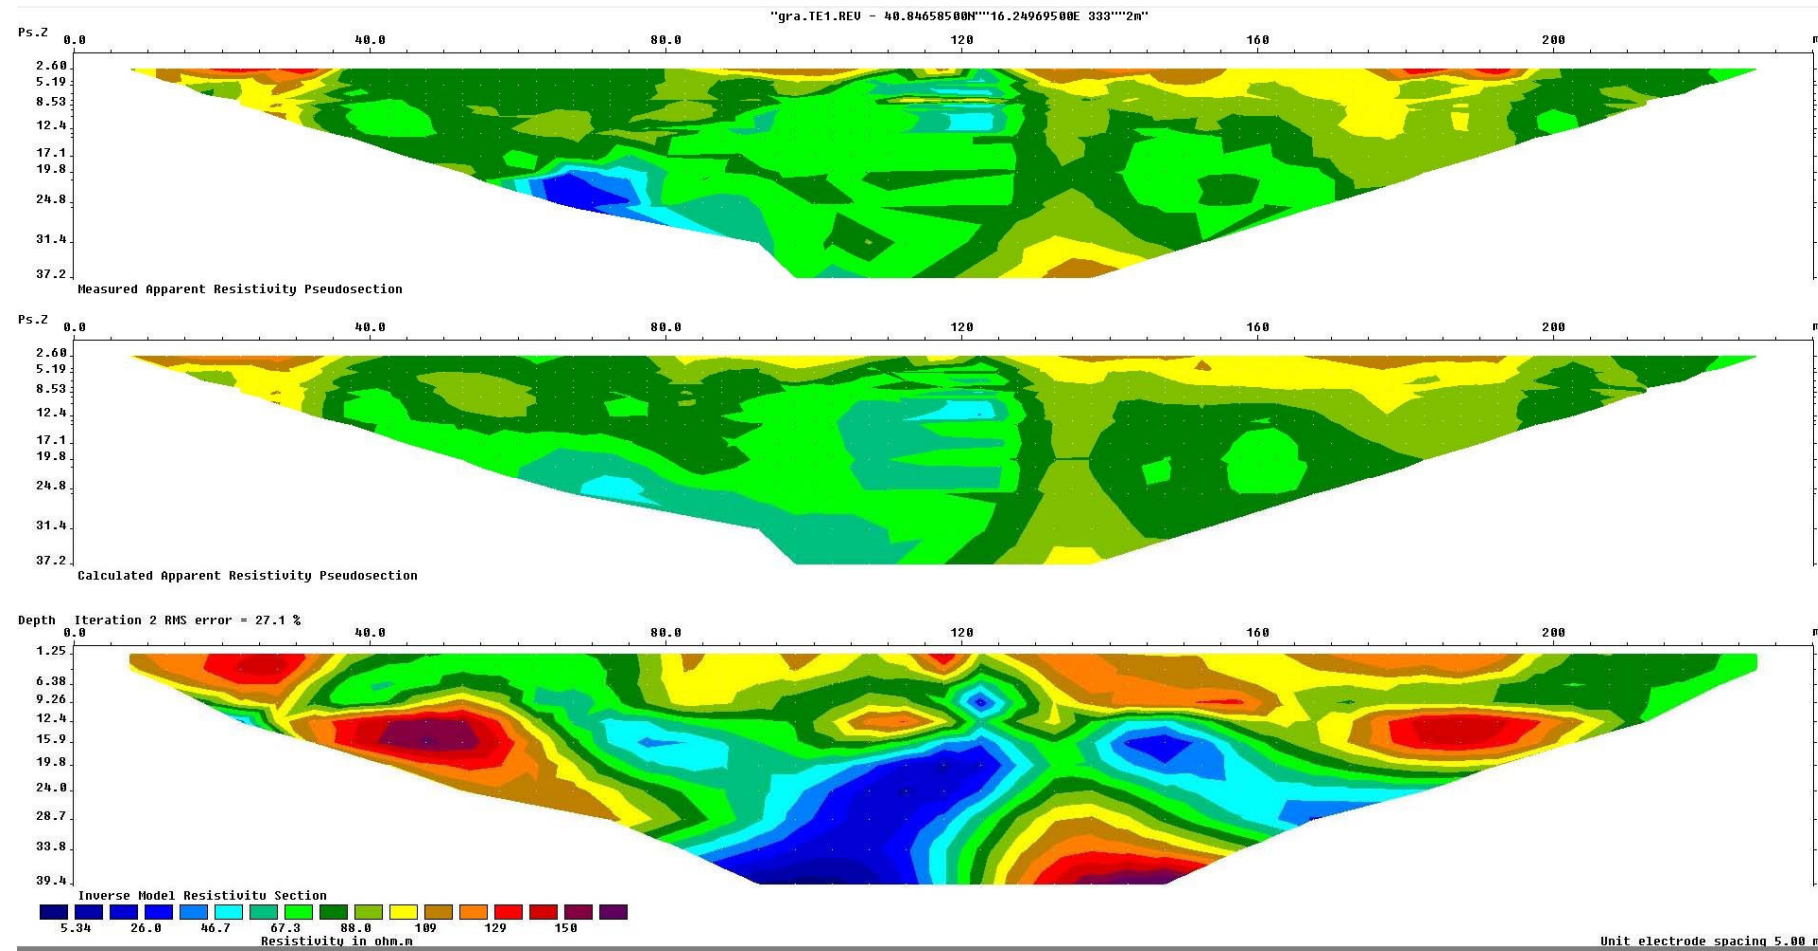 "gra.TE1.REV - 40.84658500N""16.24969500E 333""2m"
Ps.Z 0.0 40.0 80.0 120 160 200 m
2.60
5.19
8.53
12.4
17.1
19.8
24.8
31.4
37.2
Measured Apparent Resistivity Pseudosection
Ps.Z 0.0 40.0 80.0 120 160 200 m
2.60
5.19
8.53
12.4
17.1
19.8
24.8
31.4
37.2
Calculated Apparent Resistivity Pseudosection
Depth Iteration 2 RMS error = 27.1 %
0.0 40.0 80.0 120 160 200 m
1.25
6.38
9.26
12.4
15.9
19.8
24.0
28.7
33.8
39.4
Inverse Model Resistivity Section
5.34 26.0 46.7 67.3 88.0 109 129 150
Resistivity in ohm.m
Unit electrode spacing 5.00 m